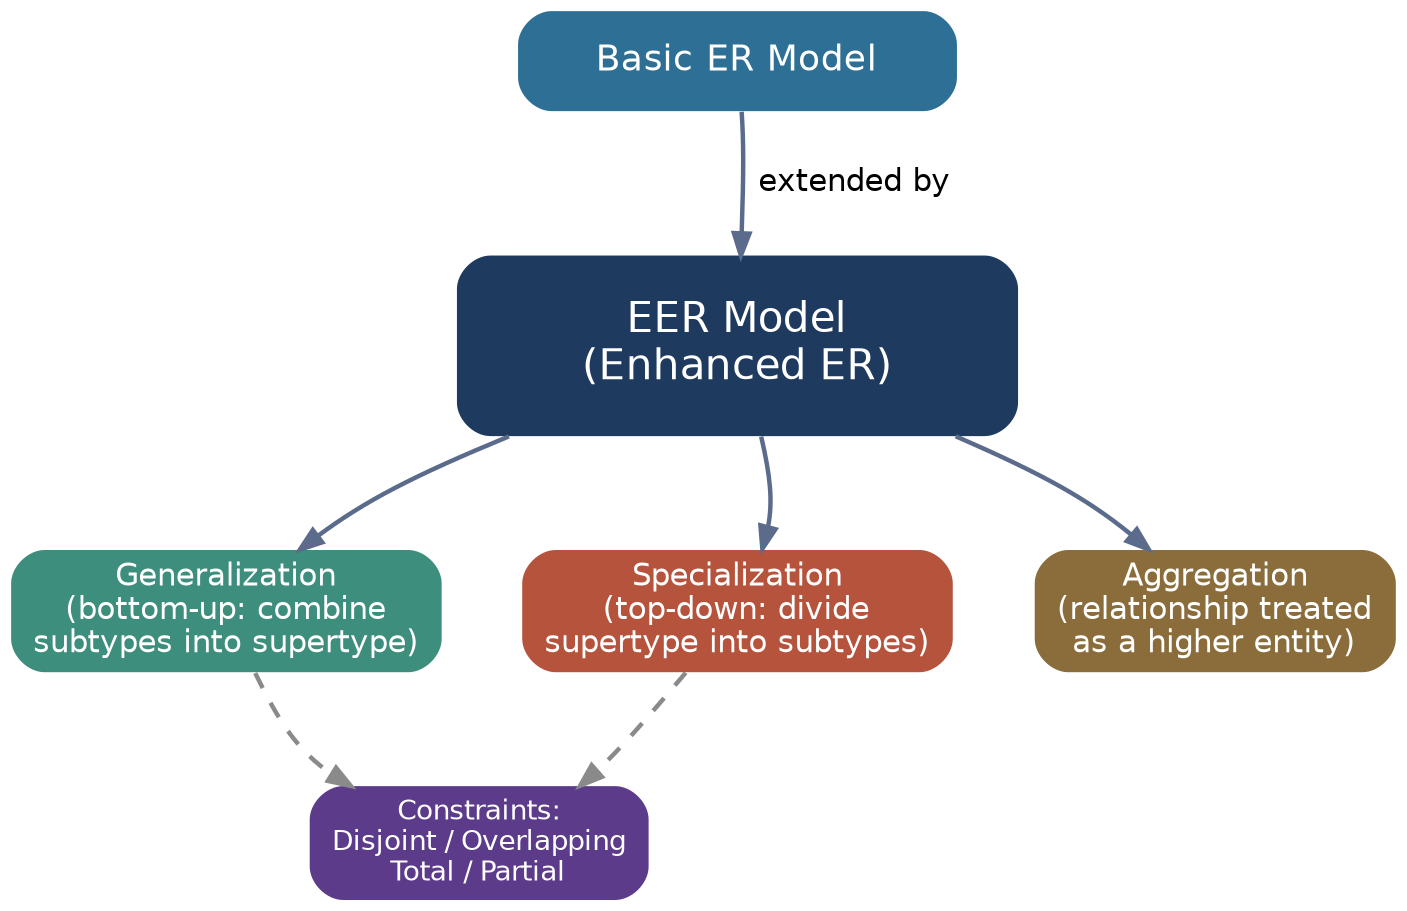 Basic ER Model
extended by
EER Model
(Enhanced ER)
Generalization
(bottom-up: combine
subtypes into supertype)
Specialization
(top-down: divide
supertype into subtypes)
Aggregation
(relationship treated
as a higher entity)
Constraints:
Disjoint / Overlapping
Total / Partial